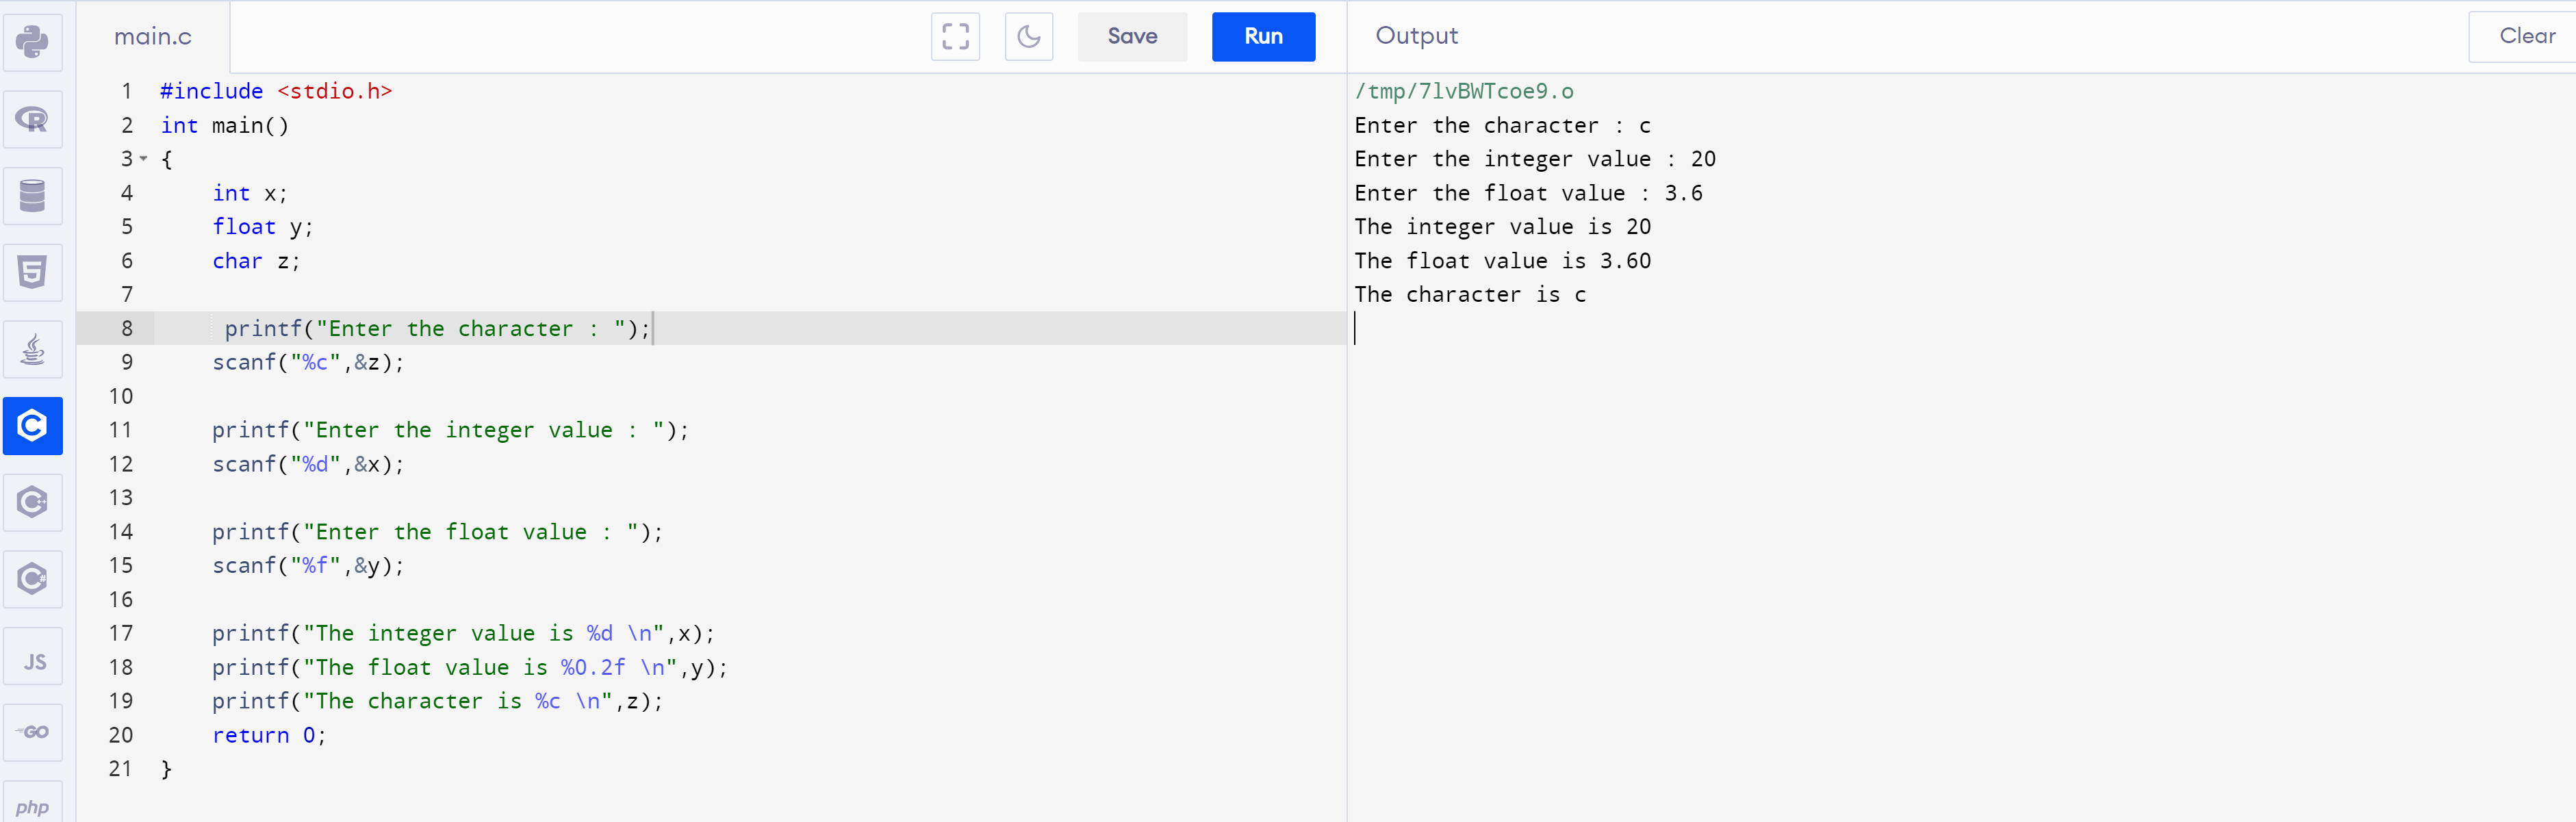 main.c
Save
Run
Output
Clear
1 #include <stdio.h>
2 int main()
3 {
4     int x;
5     float y;
6     char z;
7
8      printf("Enter the character : ");
9     scanf("%c",&z);
10
11     printf("Enter the integer value : ");
12     scanf("%d",&x);
13
14     printf("Enter the float value : ");
15     scanf("%f",&y);
16
17     printf("The integer value is %d \n",x);
18     printf("The float value is %0.2f \n",y);
19     printf("The character is %c \n",z);
20     return 0;
21 }
/tmp/7lvBWTcoe9.o
Enter the character : c
Enter the integer value : 20
Enter the float value : 3.6
The integer value is 20
The float value is 3.60
The character is c
R
5
C
C++
C#
JS
GO
php